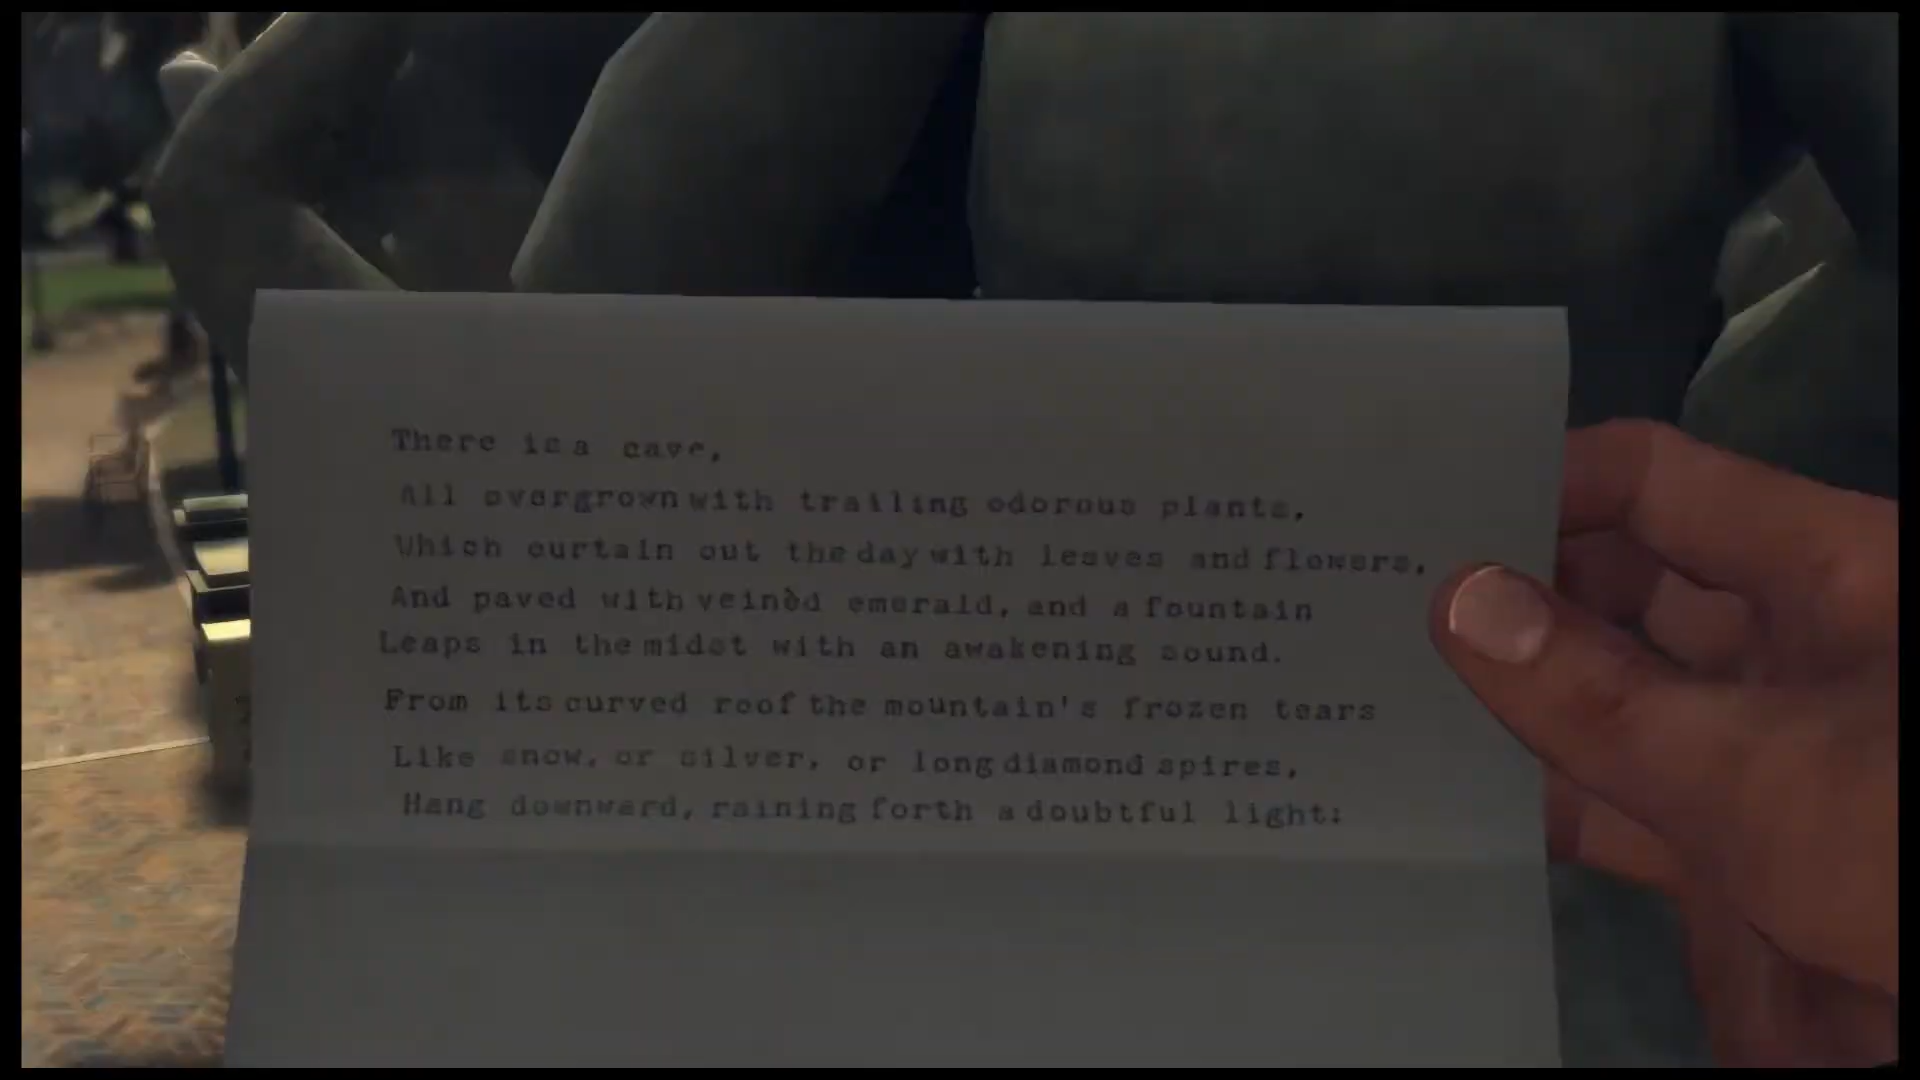 There is a cave,
All overgrown with trailing odorous plants,
Which curtain out the day with leaves and flowers,
And paved with veinèd emerald, and a fountain
Leaps in the midst with an awakening sound.
From its curved roof the mountain's frozen tears
Like snow, or silver, or long diamond spires,
Hang downward, raining forth a doubtful light: